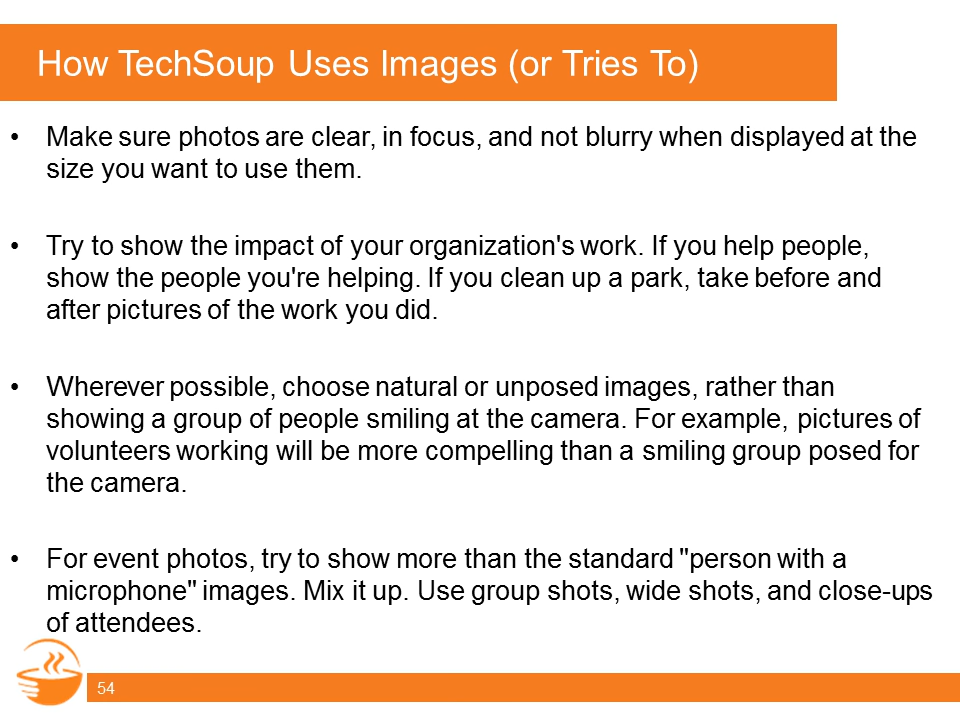 How TechSoup Uses Images (or Tries To)
• Make sure photos are clear, in focus, and not blurry when displayed at the
size you want to use them.
• Try to show the impact of your organization's work. If you help people,
show the people you're helping. If you clean up a park, take before and
after pictures of the work you did.
• Wherever possible, choose natural or unposed images, rather than
showing a group of people smiling at the camera. For example, pictures of
volunteers working will be more compelling than a smiling group posed for
the camera.
• For event photos, try to show more than the standard "person with a
microphone" images. Mix it up. Use group shots, wide shots, and close-ups
of attendees.
54